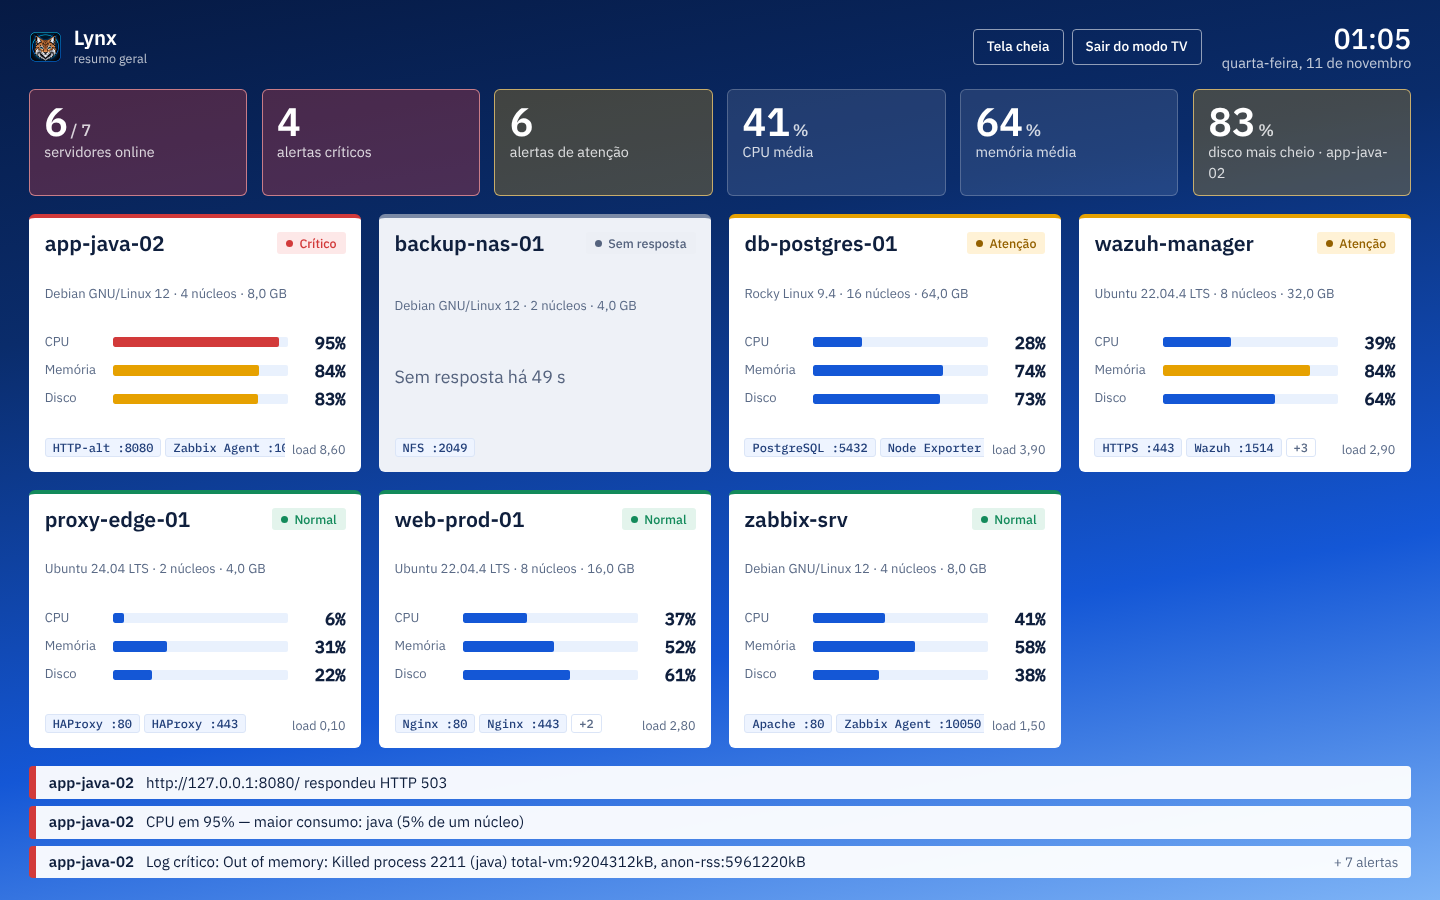 Lynx
resumo geral
Tela cheia
Sair do modo TV
01:05
quarta-feira, 11 de novembro
6 / 7
servidores online
4
alertas críticos
6
alertas de atenção
41 %
CPU média
64 %
memória média
83 %
disco mais cheio · app-java-
02
app-java-02
Crítico
Debian GNU/Linux 12 · 4 núcleos · 8,0 GB
CPU 95%
Memória 84%
Disco 83%
HTTP-alt :8080 Zabbix Agent :10 load 8,60
backup-nas-01
Sem resposta
Debian GNU/Linux 12 · 2 núcleos · 4,0 GB
Sem resposta há 49 s
NFS :2049
db-postgres-01
Atenção
Rocky Linux 9.4 · 16 núcleos · 64,0 GB
CPU 28%
Memória 74%
Disco 73%
PostgreSQL :5432 Node Exporter load 3,90
wazuh-manager
Atenção
Ubuntu 22.04.4 LTS · 8 núcleos · 32,0 GB
CPU 39%
Memória 84%
Disco 64%
HTTPS :443 Wazuh :1514 +3 load 2,90
proxy-edge-01
Normal
Ubuntu 24.04 LTS · 2 núcleos · 4,0 GB
CPU 6%
Memória 31%
Disco 22%
HAProxy :80 HAProxy :443 load 0,10
web-prod-01
Normal
Ubuntu 22.04.4 LTS · 8 núcleos · 16,0 GB
CPU 37%
Memória 52%
Disco 61%
Nginx :80 Nginx :443 +2 load 2,80
zabbix-srv
Normal
Debian GNU/Linux 12 · 4 núcleos · 8,0 GB
CPU 41%
Memória 58%
Disco 38%
Apache :80 Zabbix Agent :10050 load 1,50
app-java-02 http://127.0.0.1:8080/ respondeu HTTP 503
app-java-02 CPU em 95% — maior consumo: java (5% de um núcleo)
app-java-02 Log crítico: Out of memory: Killed process 2211 (java) total-vm:9204312kB, anon-rss:5961220kB + 7 alertas